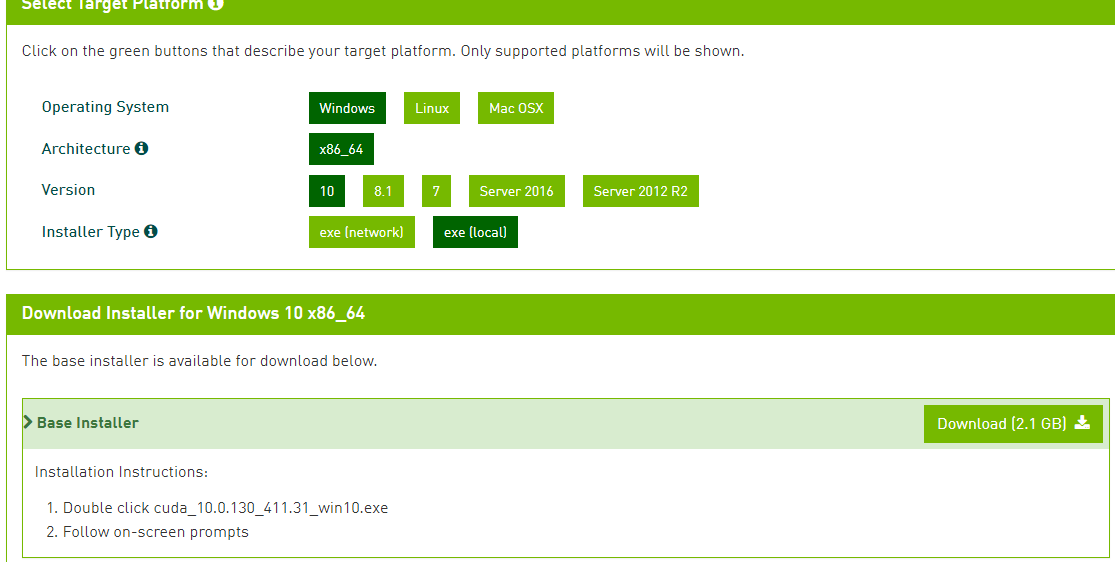 Select Target Platform
Click on the green buttons that describe your target platform. Only supported platforms will be shown.
Operating System Windows Linux Mac OSX
Architecture x86_64
Version 10 8.1 7 Server 2016 Server 2012 R2
Installer Type exe (network) exe (local)
Download Installer for Windows 10 x86_64
The base installer is available for download below.
Base Installer Download (2.1 GB)
Installation Instructions:
1. Double click cuda_10.0.130_411.31_win10.exe
2. Follow on-screen prompts